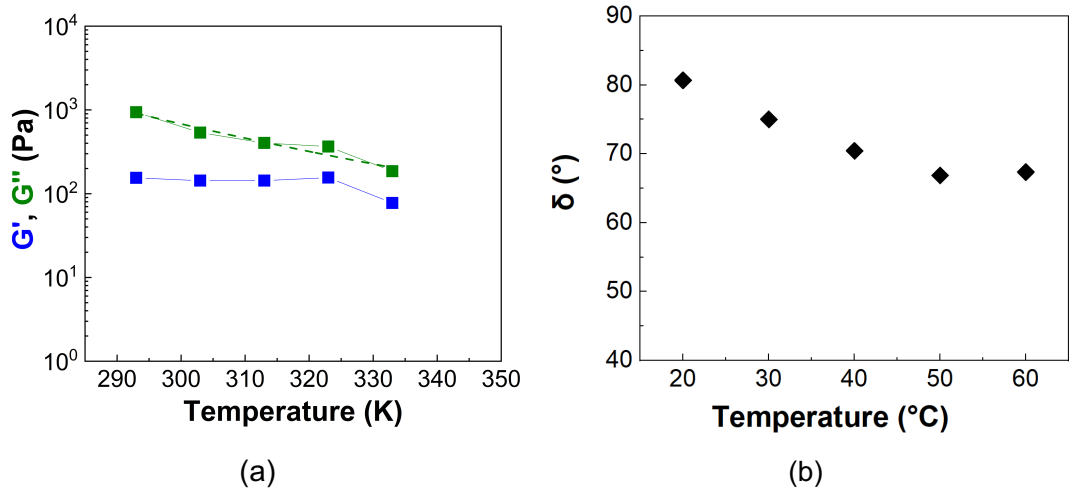 10⁴
10³
10²
10¹
10⁰
G', G'' (Pa)
290 300 310 320 330 340 350
Temperature (K)
(a)
90
80
70
60
50
40
δ (°)
20 30 40 50 60
Temperature (°C)
(b)